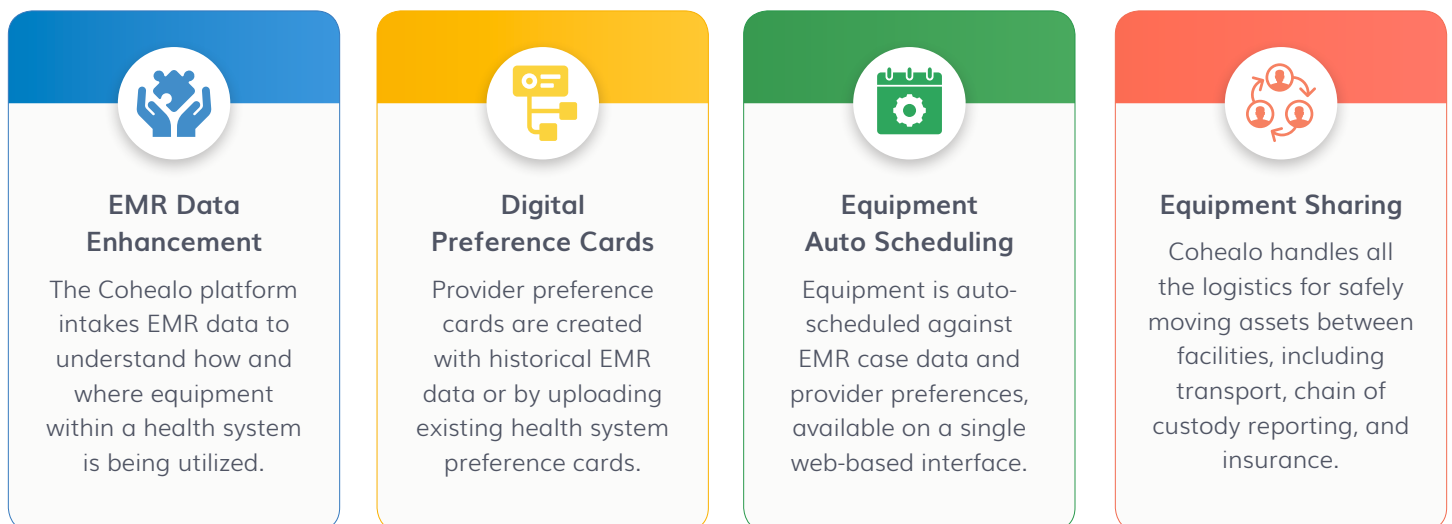 EMR Data
Enhancement
The Cohealo platform
intakes EMR data to
understand how and
where equipment
within a health system
is being utilized.
Digital
Preference Cards
Provider preference
cards are created
with historical EMR
data or by uploading
existing health system
preference cards.
Equipment
Auto Scheduling
Equipment is auto-
scheduled against
EMR case data and
provider preferences,
available on a single
web-based interface.
Equipment Sharing
Cohealo handles all
the logistics for safely
moving assets between
facilities, including
transport, chain of
custody reporting, and
insurance.